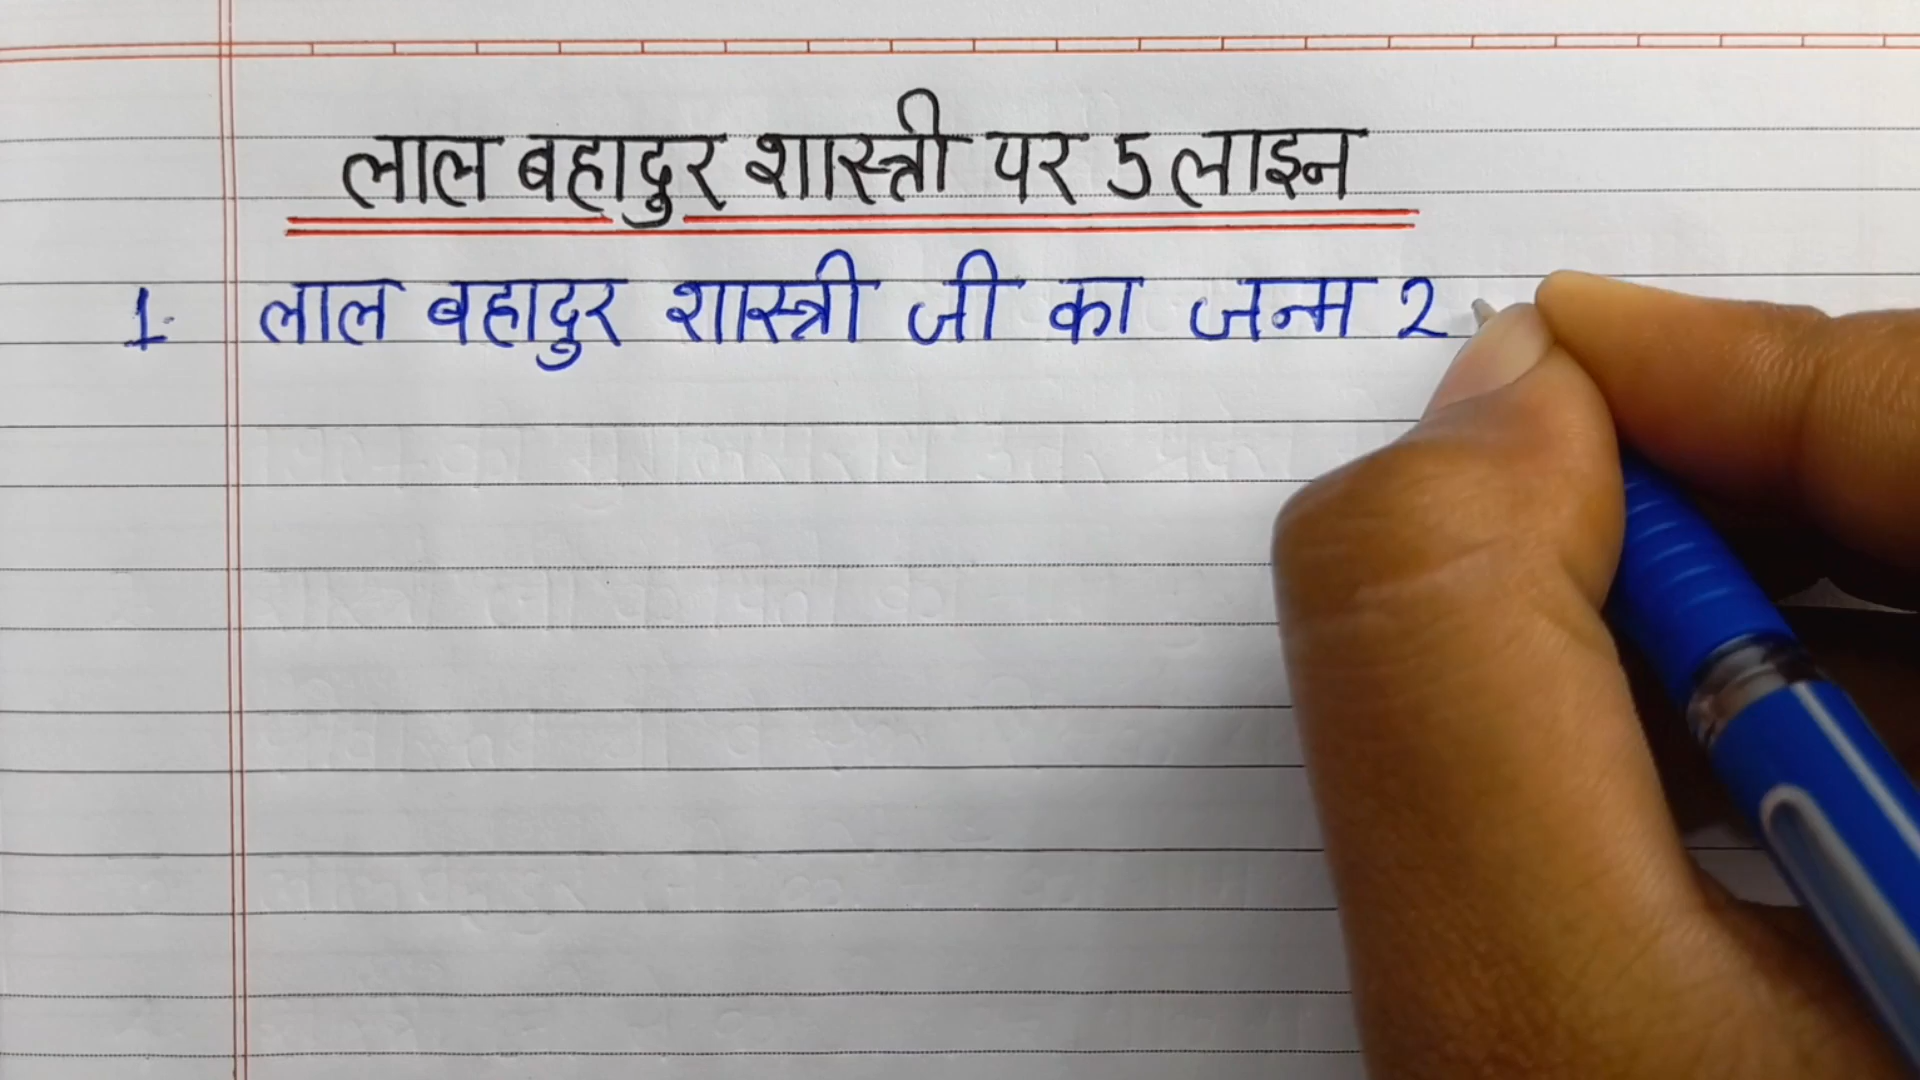 लाल बहादुर शास्त्री पर 5 लाइन
1. लाल बहादुर शास्त्री जी का जन्म 2